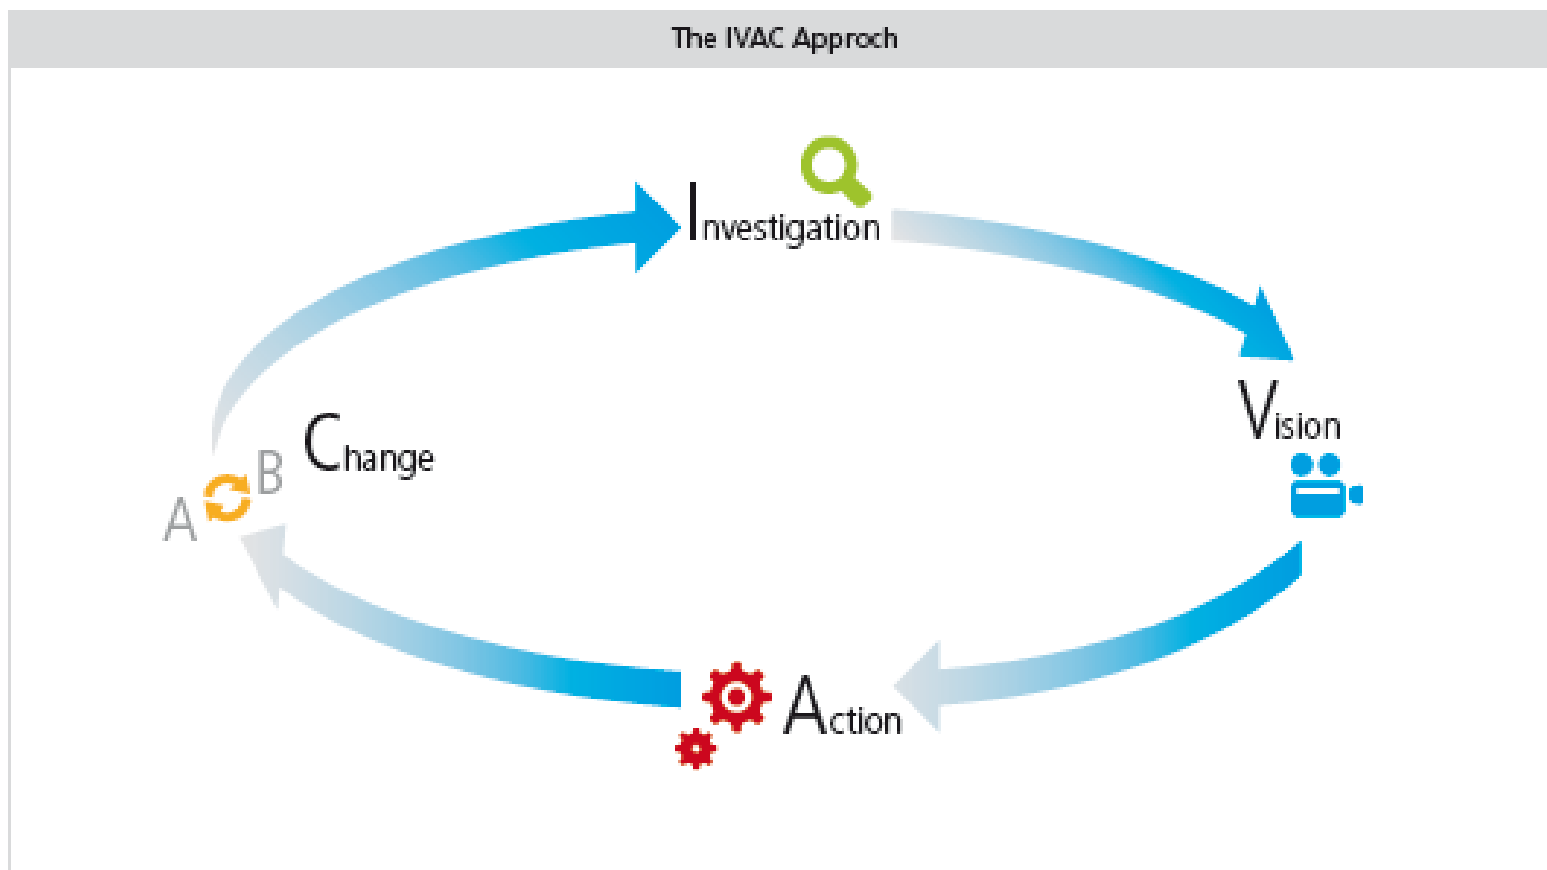 The IVAC Approch
Investigation
Vision
Change
A B
Action